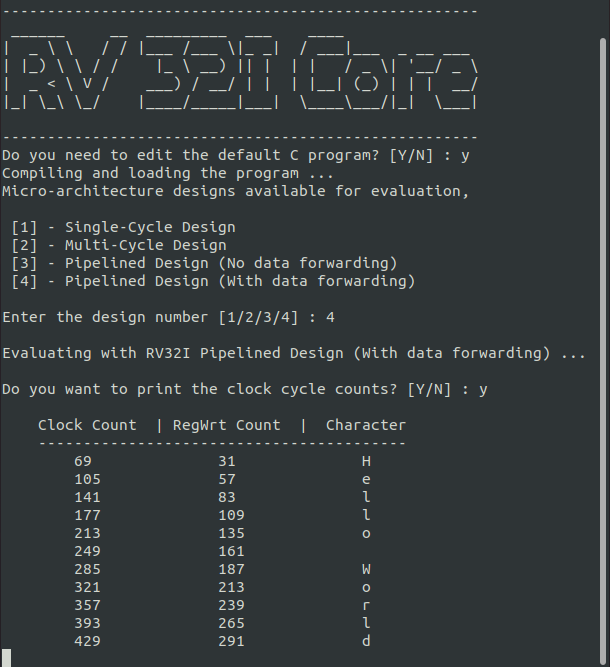 -----------------------------------------------------
RV 32I Core
-----------------------------------------------------
Do you need to edit the default C program? [Y/N] : y
Compiling and loading the program ...
Micro-architecture designs available for evaluation,
[1] - Single-Cycle Design
[2] - Multi-Cycle Design
[3] - Pipelined Design (No data forwarding)
[4] - Pipelined Design (With data forwarding)
Enter the design number [1/2/3/4] : 4
Evaluating with RV32I Pipelined Design (With data forwarding) ...
Do you want to print the clock cycle counts? [Y/N] : y
Clock Count  | RegWrt Count  |  Character
-----------------------------------------
69 31 H
105 57 e
141 83 l
177 109 l
213 135 o
249 161
285 187 W
321 213 o
357 239 r
393 265 l
429 291 d